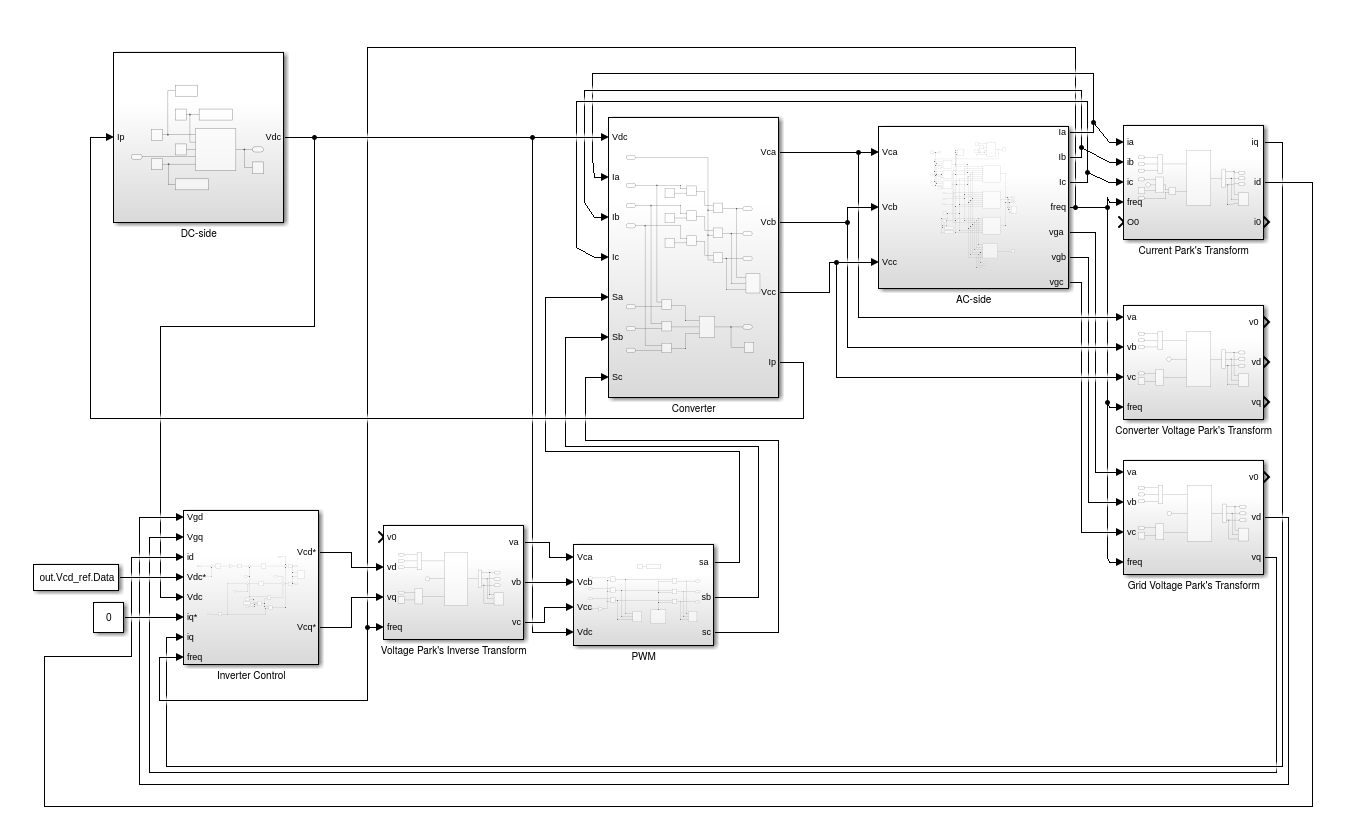 Ip
Vdc
DC-side
Vdc
Ia
Ib
Ic
Sa
Sb
Sc
Vca
Vcb
Vcc
Ip
Converter
Vca
Vcb
Vcc
Ia
Ib
Ic
freq
vga
vgb
vgc
AC-side
ia
ib
ic
freq
O0
iq
id
i0
Current Park's Transform
va
vb
vc
freq
v0
vd
vq
Converter Voltage Park's Transform
va
vb
vc
freq
v0
vd
vq
Grid Voltage Park's Transform
out.Vcd_ref.Data
0
Vgd
Vgq
id
Vdc*
Vdc
iq*
iq
freq
Vcd*
Vcq*
Inverter Control
v0
vd
vq
freq
va
vb
vc
Voltage Park's Inverse Transform
Vca
Vcb
Vcc
Vdc
sa
sb
sc
PWM